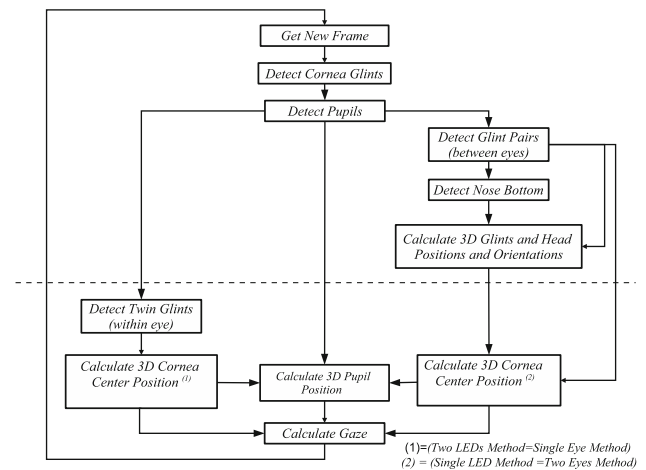 Get New Frame
Detect Cornea Glints
Detect Pupils
Detect Glint Pairs
(between eyes)
Detect Nose Bottom
Calculate 3D Glints and Head
Positions and Orientations
Detect Twin Glints
(within eye)
Calculate 3D Cornea
Center Position (1)
Calculate 3D Pupil
Position
Calculate 3D Cornea
Center Position (2)
Calculate Gaze
(1)=(Two LEDs Method=Single Eye Method)
(2) = (Single LED Method =Two Eyes Method)